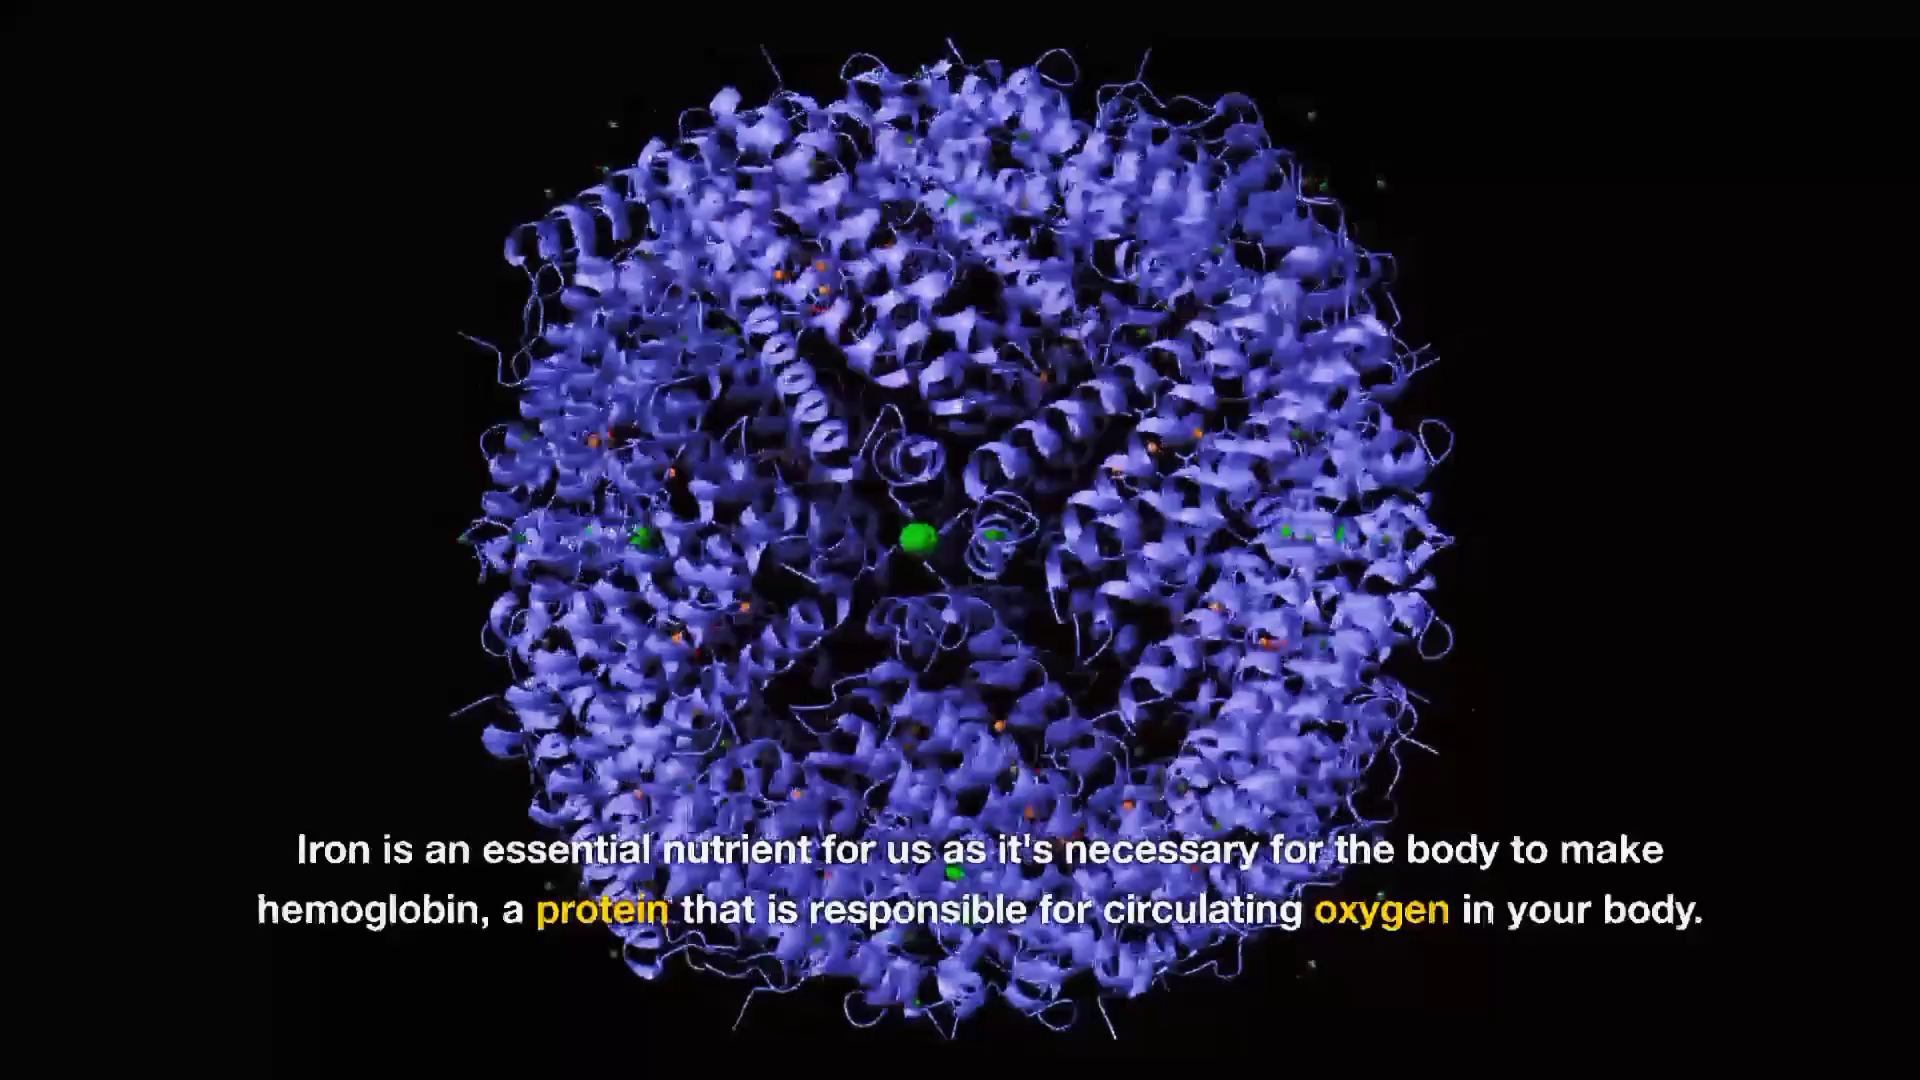 Iron is an essential nutrient for us as it's necessary for the body to make
hemoglobin, a protein that is responsible for circulating oxygen in your body.